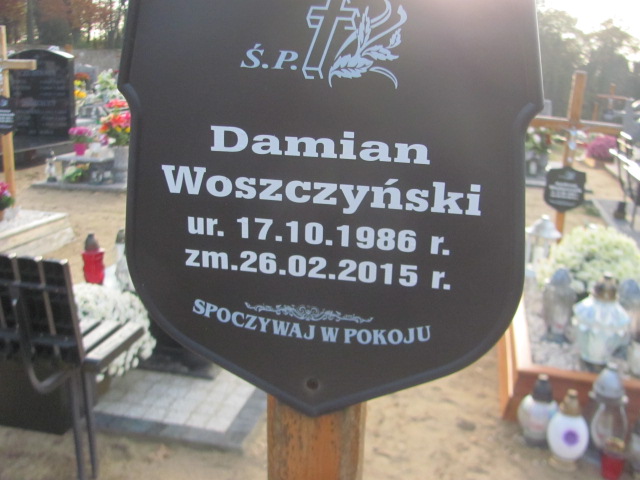 Ś.P.
Damian
Woszczyński
ur. 17.10.1986 r.
zm.26.02.2015 r.
SPOCZYWAJ W POKOJU